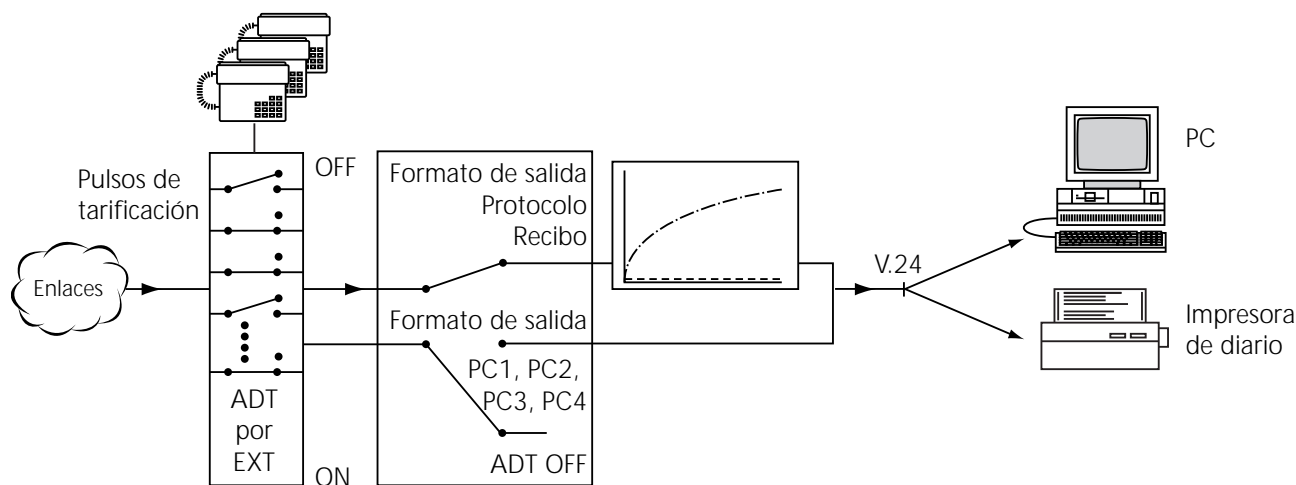 Pulsos de
tarificación
OFF
Enlaces
ADT
por
EXT
ON
Formato de salida
Protocolo
Recibo
Formato de salida
PC1, PC2,
PC3, PC4
ADT OFF
V.24
PC
Impresora
de diario